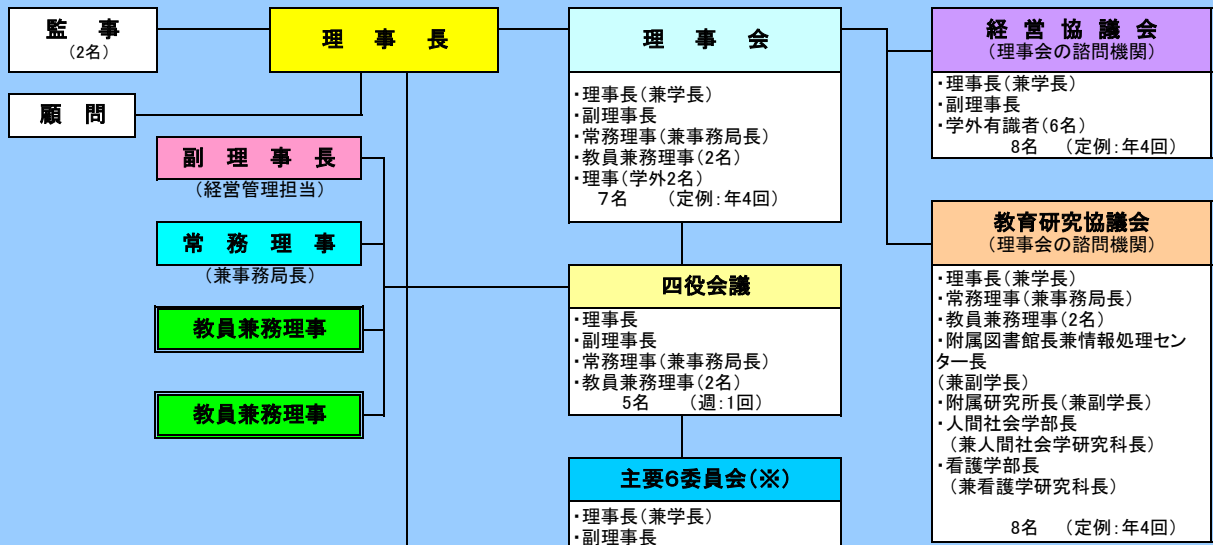 監　事
（2名）
顧　問
理　事　長
副　理　事　長
（経営管理担当）
常　務　理　事
（兼事務局長）
教員兼務理事
教員兼務理事
理　事　会
・理事長（兼学長）
・副理事長
・常務理事（兼事務局長）
・教員兼務理事（2名）
・理事（学外2名）
7名　（定例：年4回）
四役会議
・理事長
・副理事長
・常務理事（兼事務局長）
・教員兼務理事（2名）
5名　（週：1回）
主要6委員会（※）
・理事長（兼学長）
・副理事長
経　営　協　議　会
（理事会の諮問機関）
・理事長（兼学長）
・副理事長
・学外有識者（6名）
8名　（定例：年4回）
教育研究協議会
（理事会の諮問機関）
・理事長（兼学長）
・常務理事（兼事務局長）
・教員兼務理事（2名）
・附属図書館長兼情報処理セン
ター長
（兼副学長）
・附属研究所長（兼副学長）
・人間社会学部長
（兼人間社会学研究科長）
・看護学部長
（兼看護学研究科長）
8名　（定例：年4回）